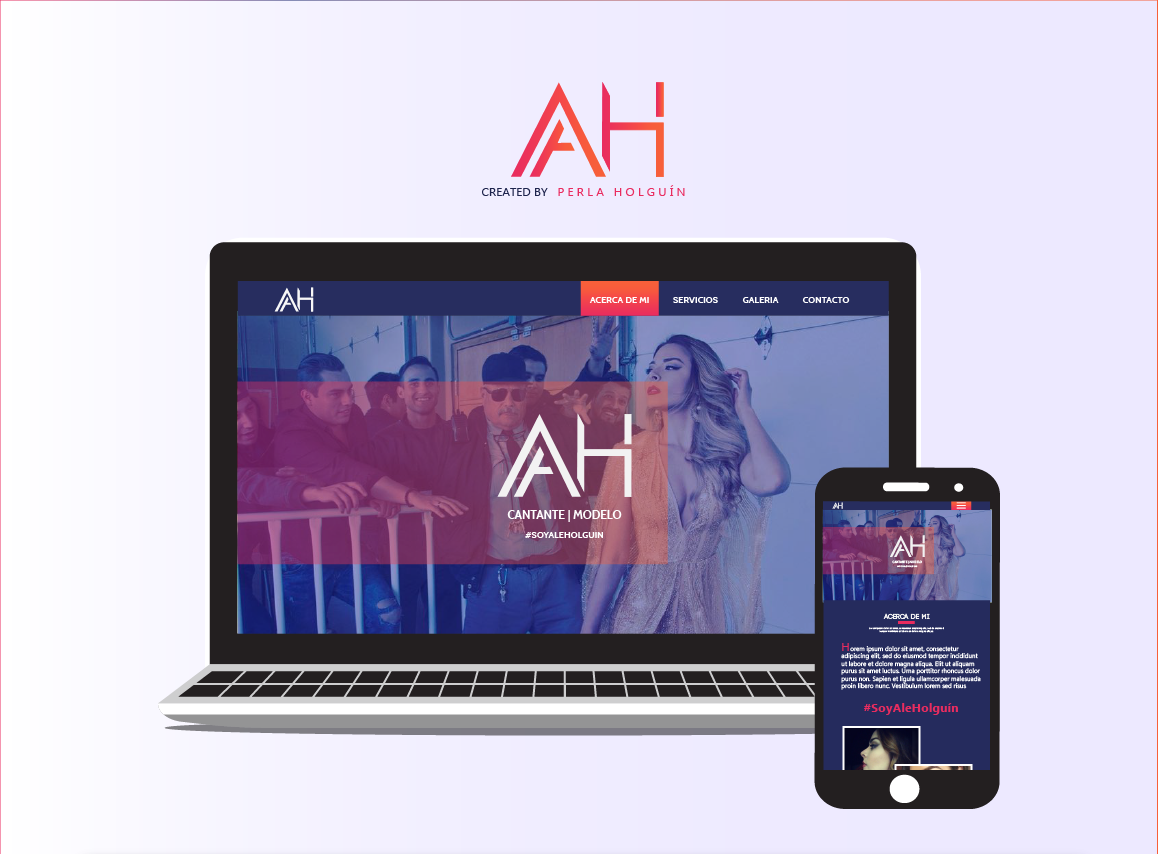 AH
CREATED BY PERLA HOLGUÍN
AH
ACERCA DE MI SERVICIOS GALERIA CONTACTO
AH
CANTANTE | MODELO
#SOYALEHOLGUIN
AH
AH
CANTANTE | MODELO
ACERCA DE MI
Horem ipsum dolor sit amet, consectetur
adipiscing elit, sed do eiusmod tempor incididunt
ut labore et dolore magna aliqua. Elit ut aliquam
purus sit amet luctus. Urna porttitor rhoncus dolor
purus non. Sapien et ligula ullamcorper malesuada
proin libero nunc. Vestibulum lorem sed risus
#SoyAleHolguín